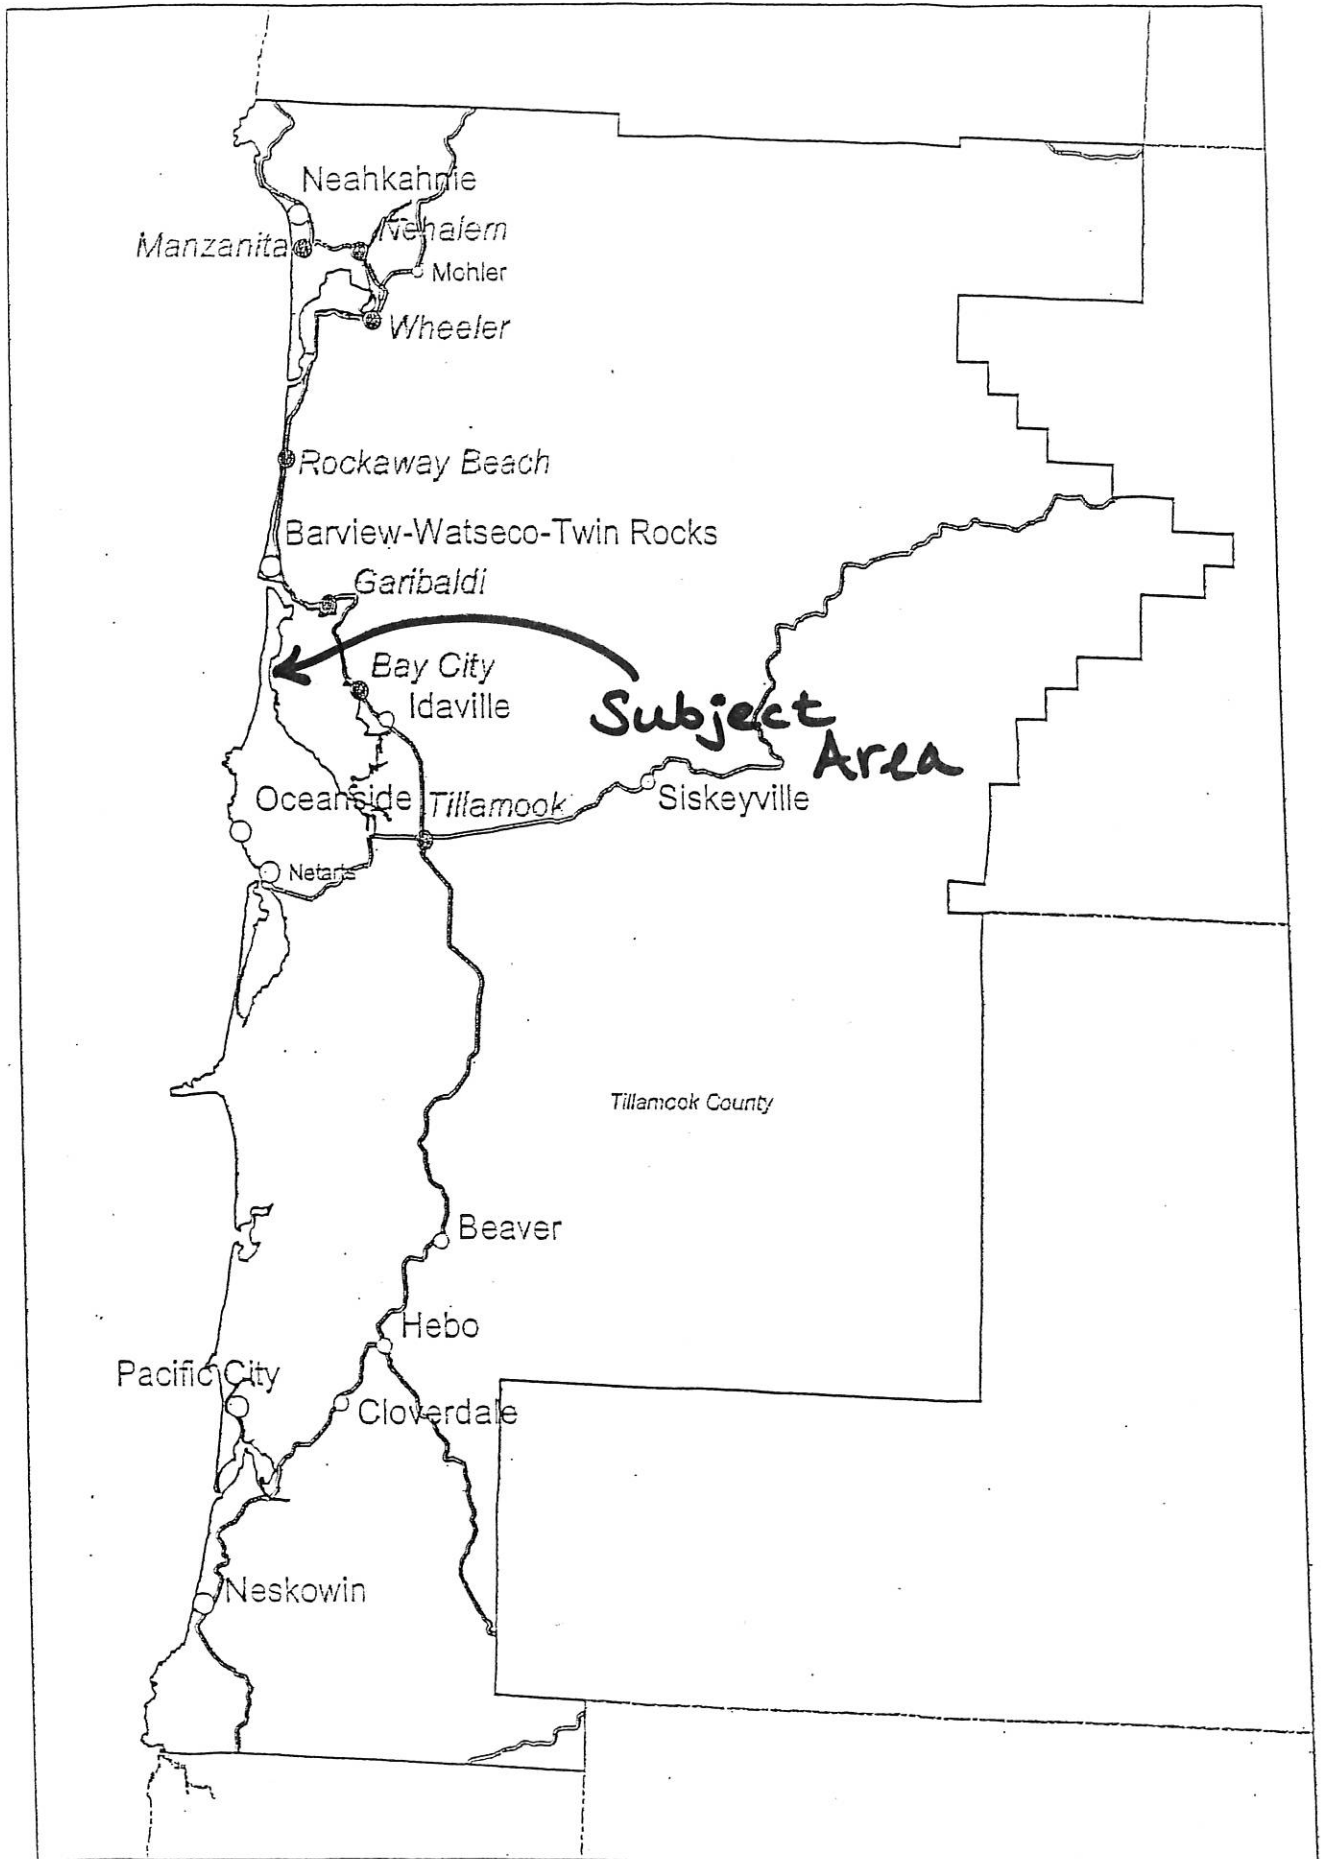 Neahkahnie
Nehalem
Manzanita
Mohler
Wheeler
Rockaway Beach
Barview-Watseco-Twin Rocks
Garibaldi
Bay City
Idaville
Subject
Area
Oceanside
Tillamook
Siskeyville
Netarts
Tillamook County
Beaver
Hebo
Pacific City
Cloverdale
Neskowin